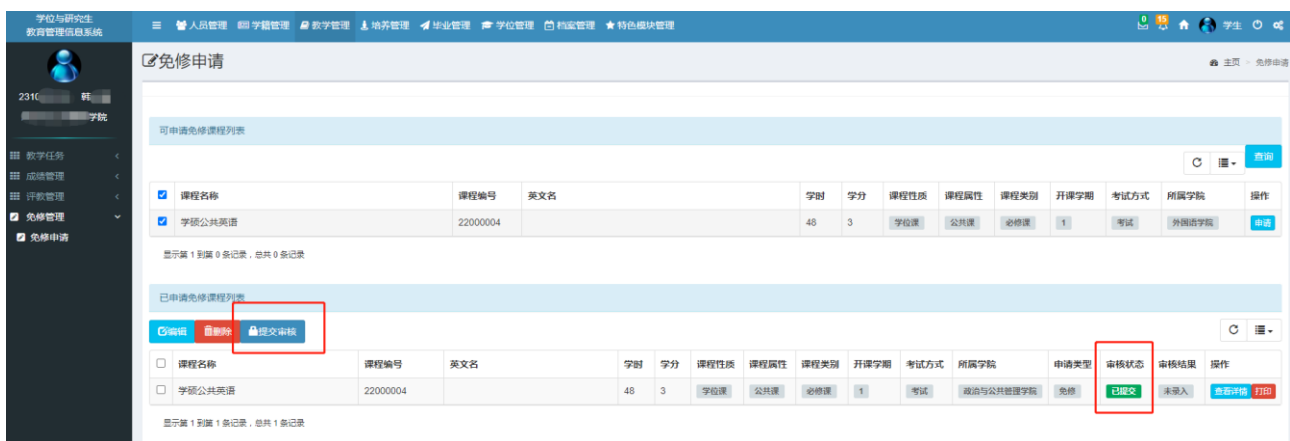 学位与研究生
教育管理信息系统
人员管理 学籍管理 教学管理 培养管理 毕业管理 学位管理 档案管理 特色模块管理
0 15 学生
免修申请
主页 > 免修申请
2310 韩
学院
教学任务
成绩管理
评教管理
免修管理
免修申请
可申请免修课程列表
查询
课程名称 课程编号 英文名 学时 学分 课程性质 课程属性 课程类别 开课学期 考试方式 所属学院 操作
学硕公共英语 22000004 48 3 学位课 公共课 必修课 1 考试 外国语学院 申请
显示第 1 到第 0 条记录，总共 0 条记录
已申请免修课程列表
编辑 删除 提交审核
课程名称 课程编号 英文名 学时 学分 课程性质 课程属性 课程类别 开课学期 考试方式 所属学院 申请类型 审核状态 审核结果 操作
学硕公共英语 22000004 48 3 学位课 公共课 必修课 1 考试 政治与公共管理学院 免修 已提交 未录入 查看详情 打印
显示第 1 到第 1 条记录，总共 1 条记录